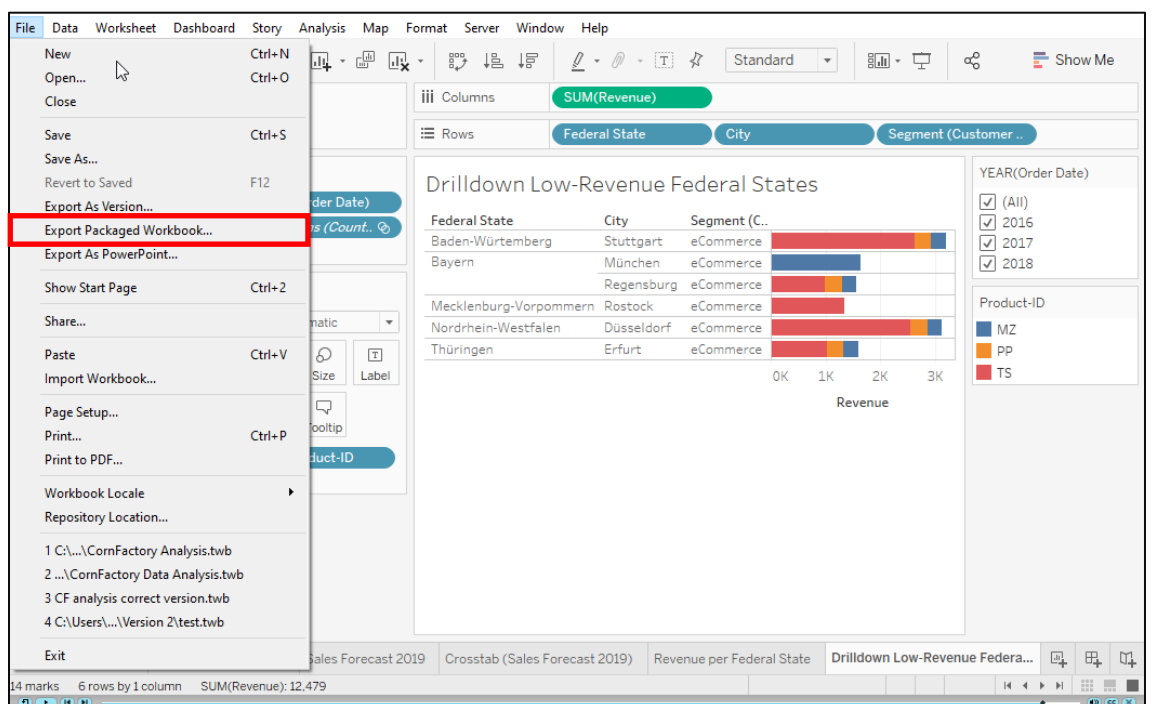 File Data Worksheet Dashboard Story Analysis Map Format Server Window Help
New Ctrl+N
Open... Ctrl+O
Close
Save Ctrl+S
Save As...
Revert to Saved F12
Export As Version...
Export Packaged Workbook...
Export As PowerPoint...
Show Start Page Ctrl+2
Share...
Paste Ctrl+V
Import Workbook...
Page Setup...
Print... Ctrl+P
Print to PDF...
Workbook Locale
Repository Location...
1 C:\...\CornFactory Analysis.twb
2 ...\CornFactory Data Analysis.twb
3 CF analysis correct version.twb
4 C:\Users\...\Version 2\test.twb
Exit
Standard
Show Me
Columns SUM(Revenue)
Rows Federal State City Segment (Customer ..
der Date)
s (Count..
matic
Size Label
ooltip
duct-ID
Drilldown Low-Revenue Federal States
Federal State City Segment (C..
Baden-Würtemberg Stuttgart eCommerce
Bayern München eCommerce
Regensburg eCommerce
Mecklenburg-Vorpommern Rostock eCommerce
Nordrhein-Westfalen Düsseldorf eCommerce
Thüringen Erfurt eCommerce
0K 1K 2K 3K
Revenue
YEAR(Order Date)
(All)
2016
2017
2018
Product-ID
MZ
PP
TS
Sales Forecast 2019 Crosstab (Sales Forecast 2019) Revenue per Federal State Drilldown Low-Revenue Federa...
14 marks 6 rows by 1 column SUM(Revenue): 12,479